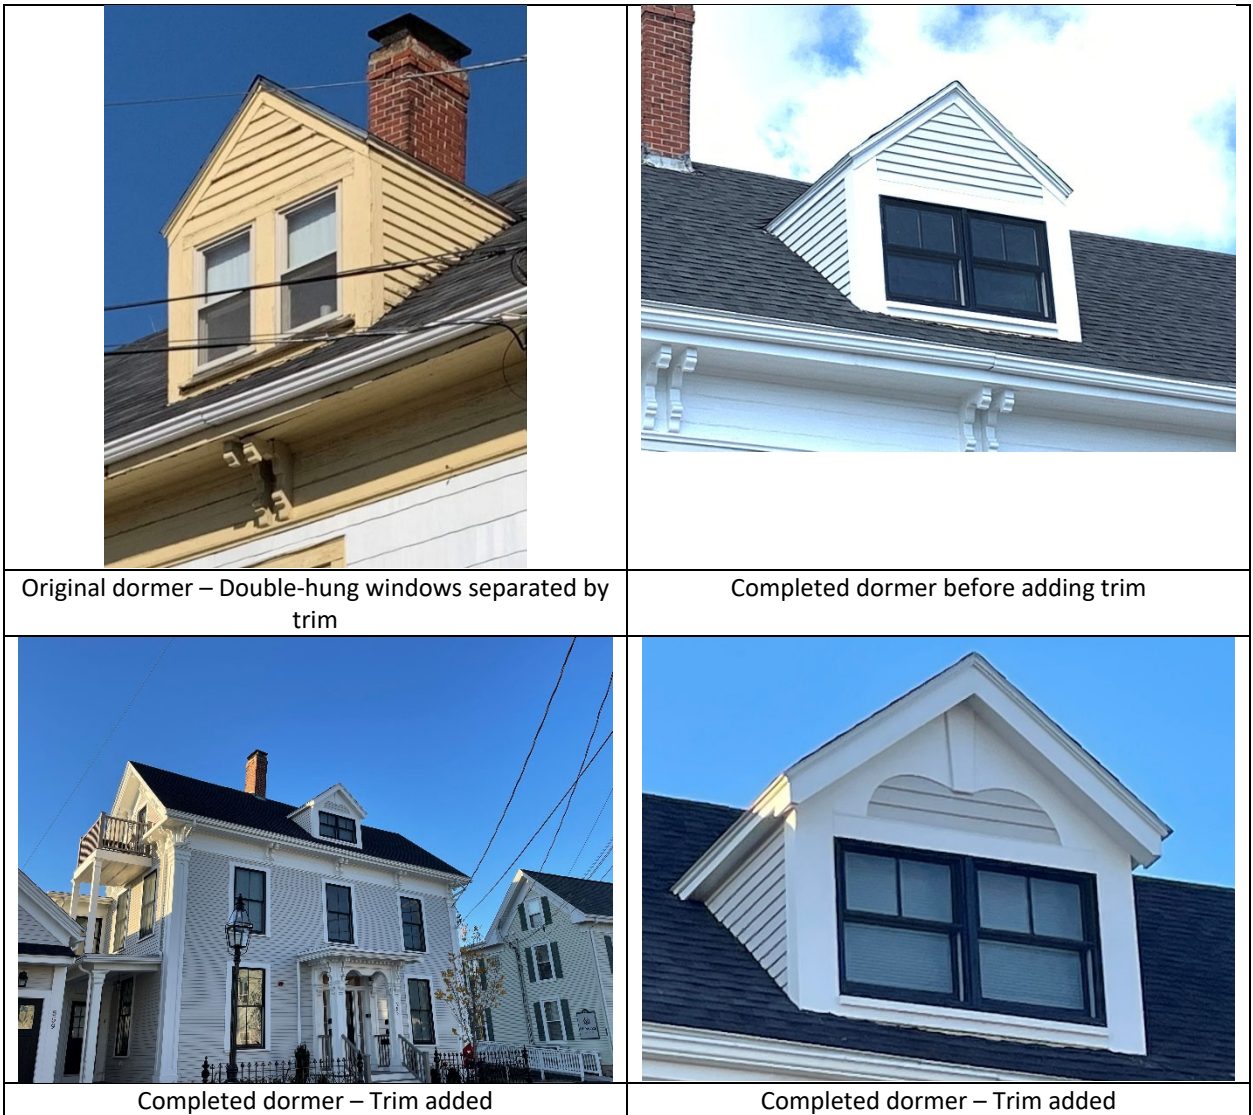 Original dormer – Double-hung windows separated by
trim
Completed dormer before adding trim
Completed dormer – Trim added
Completed dormer – Trim added